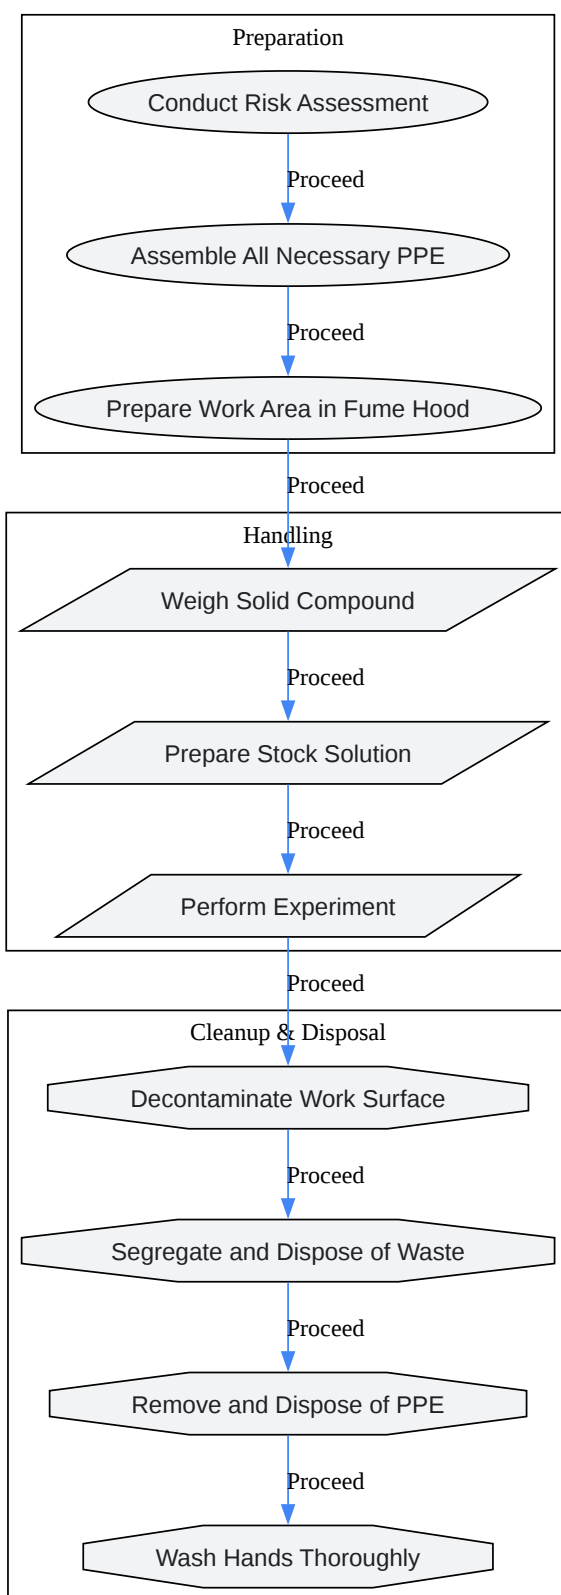 Preparation
Conduct Risk Assessment
Proceed
Assemble All Necessary PPE
Proceed
Prepare Work Area in Fume Hood
Proceed
Handling
Weigh Solid Compound
Proceed
Prepare Stock Solution
Proceed
Perform Experiment
Proceed
Cleanup & Disposal
Decontaminate Work Surface
Proceed
Segregate and Dispose of Waste
Proceed
Remove and Dispose of PPE
Proceed
Wash Hands Thoroughly